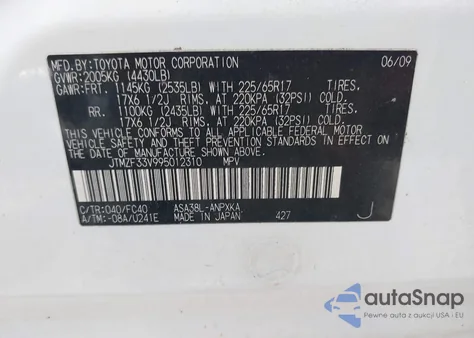 MFD.BY:TOYOTA MOTOR CORPORATION 06/09
GVWR:2005KG (4430LB)
GAWR:FRT. 1145KG (2535LB) WITH 225/65R17 TIRES.
17X6 1/2J RIMS. AT 220KPA (32PSI) COLD.
RR. 1100KG (2435LB) WITH 225/65R17 TIRES.
17X6 1/2J RIMS. AT 220KPA (32PSI) COLD.
THIS VEHICLE CONFORMS TO ALL APPLICABLE FEDERAL MOTOR
VEHICLE SAFETY, AND THEFT PREVENTION STANDARDS IN
EFFECT ON THE DATE OF MANUFACTURE SHOWN ABOVE.
JTMZF33V995012310 MPV
C/TR:040/FC40 ASA38L-ANPXKA
A/TM:-08A/U241E MADE IN JAPAN 427 J
autoSnap
Pewne auta z USA i EU